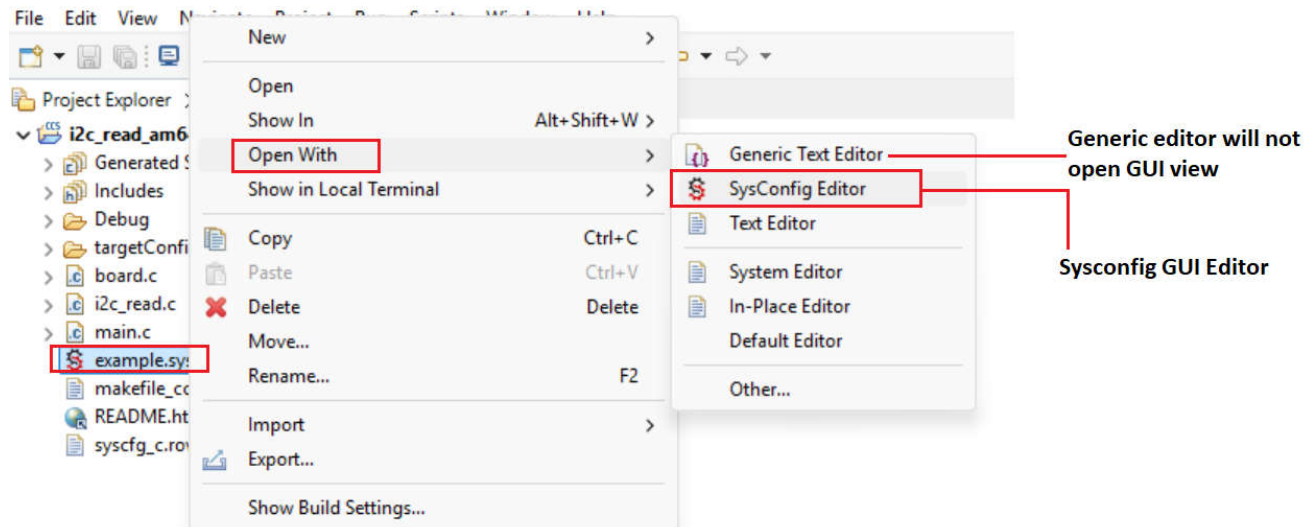 File Edit View
New
Open
Project Explorer
Show In Alt+Shift+W
i2c_read_am6
Open With
Generic Text Editor
Generic editor will not
open GUI view
Generated S
Includes
Show in Local Terminal
SysConfig Editor
Debug
Text Editor
targetConfi
Copy Ctrl+C
Sysconfig GUI Editor
board.c
Paste Ctrl+V
System Editor
i2c_read.c
Delete Delete
In-Place Editor
main.c
Move...
Default Editor
example.sys
Rename... F2
makefile_cc
Other...
README.ht
Import
syscfg_c.rov
Export...
Show Build Settings...